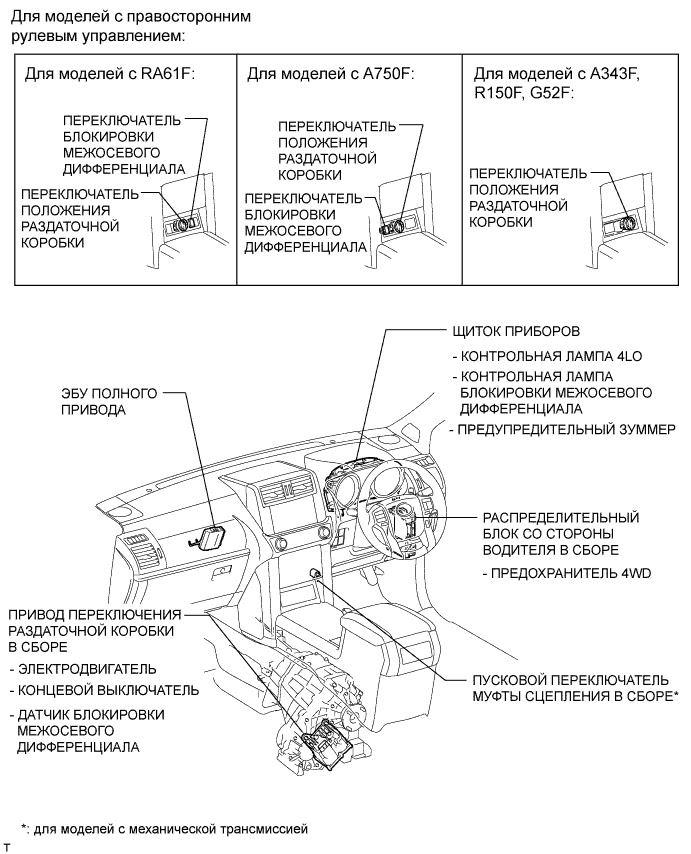 Для моделей с правосторонним
рулевым управлением:
Для моделей с RA61F:
ПЕРЕКЛЮЧАТЕЛЬ
БЛОКИРОВКИ
МЕЖОСЕВОГО
ДИФФЕРЕНЦИАЛА
ПЕРЕКЛЮЧАТЕЛЬ
ПОЛОЖЕНИЯ
РАЗДАТОЧНОЙ
КОРОБКИ
Для моделей с A750F:
ПЕРЕКЛЮЧАТЕЛЬ
ПОЛОЖЕНИЯ
РАЗДАТОЧНОЙ
КОРОБКИ
ПЕРЕКЛЮЧАТЕЛЬ
БЛОКИРОВКИ
МЕЖОСЕВОГО
ДИФФЕРЕНЦИАЛА
Для моделей с A343F,
R150F, G52F:
ПЕРЕКЛЮЧАТЕЛЬ
ПОЛОЖЕНИЯ
РАЗДАТОЧНОЙ
КОРОБКИ
ЩИТОК ПРИБОРОВ
- КОНТРОЛЬНАЯ ЛАМПА 4LO
- КОНТРОЛЬНАЯ ЛАМПА
БЛОКИРОВКИ МЕЖОСЕВОГО
ДИФФЕРЕНЦИАЛА
- ПРЕДУПРЕДИТЕЛЬНЫЙ ЗУММЕР
ЭБУ ПОЛНОГО
ПРИВОДА
РАСПРЕДЕЛИТЕЛЬНЫЙ
БЛОК СО СТОРОНЫ
ВОДИТЕЛЯ В СБОРЕ
- ПРЕДОХРАНИТЕЛЬ 4WD
ПРИВОД ПЕРЕКЛЮЧЕНИЯ
РАЗДАТОЧНОЙ КОРОБКИ
В СБОРЕ
- ЭЛЕКТРОДВИГАТЕЛЬ
- КОНЦЕВОЙ ВЫКЛЮЧАТЕЛЬ
- ДАТЧИК БЛОКИРОВКИ
МЕЖОСЕВОГО
ДИФФЕРЕНЦИАЛА
ПУСКОВОЙ ПЕРЕКЛЮЧАТЕЛЬ
МУФТЫ СЦЕПЛЕНИЯ В СБОРЕ*
*: для моделей с механической трансмиссией
T